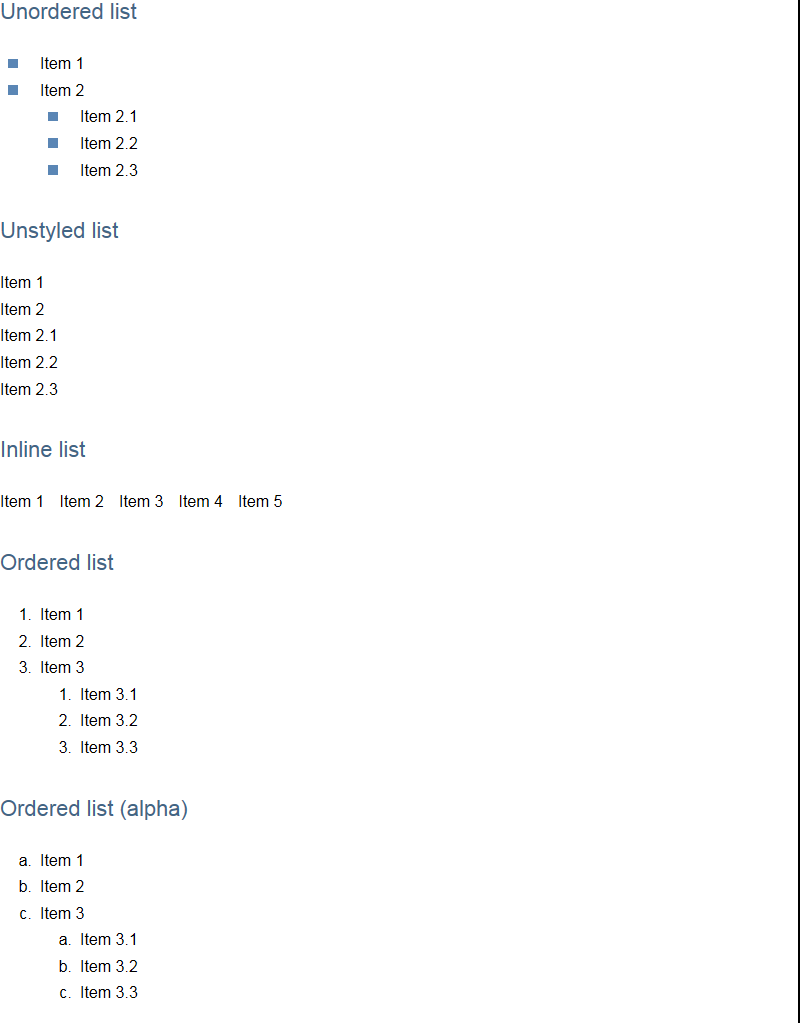 Unordered list
Item 1
Item 2
Item 2.1
Item 2.2
Item 2.3
Unstyled list
Item 1
Item 2
Item 2.1
Item 2.2
Item 2.3
Inline list
Item 1 Item 2 Item 3 Item 4 Item 5
Ordered list
1. Item 1
2. Item 2
3. Item 3
1. Item 3.1
2. Item 3.2
3. Item 3.3
Ordered list (alpha)
a. Item 1
b. Item 2
c. Item 3
a. Item 3.1
b. Item 3.2
c. Item 3.3